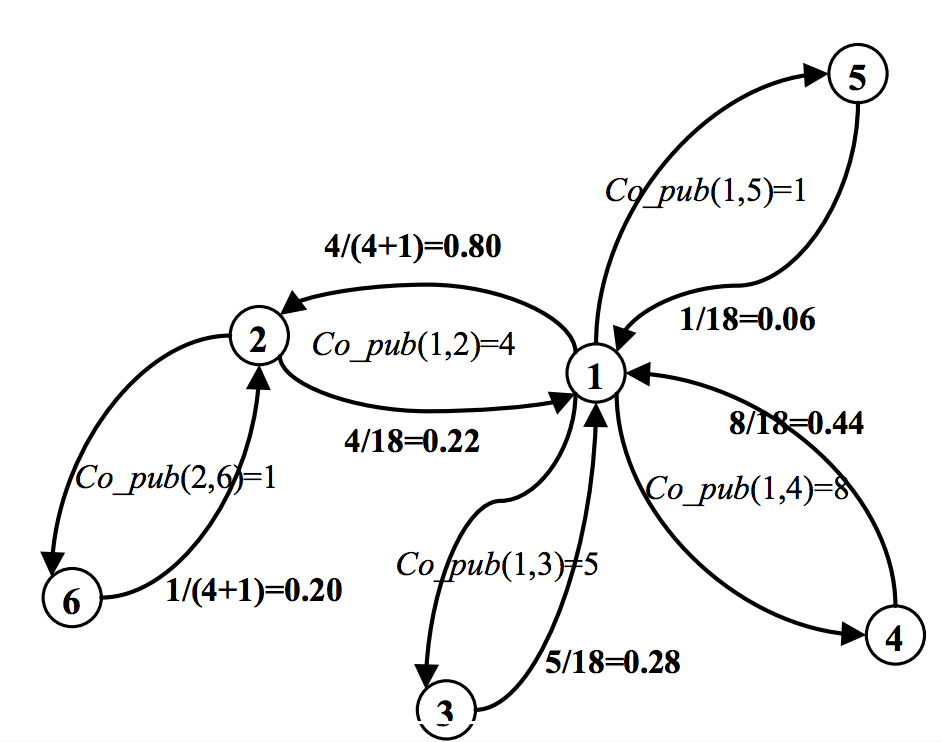 5
Co_pub(1,5)=1
4/(4+1)=0.80
1/18=0.06
2
Co_pub(1,2)=4
1
8/18=0.44
4/18=0.22
Co_pub(2,6)=1
Co_pub(1,4)=8
Co_pub(1,3)=5
6
1/(4+1)=0.20
4
5/18=0.28
3